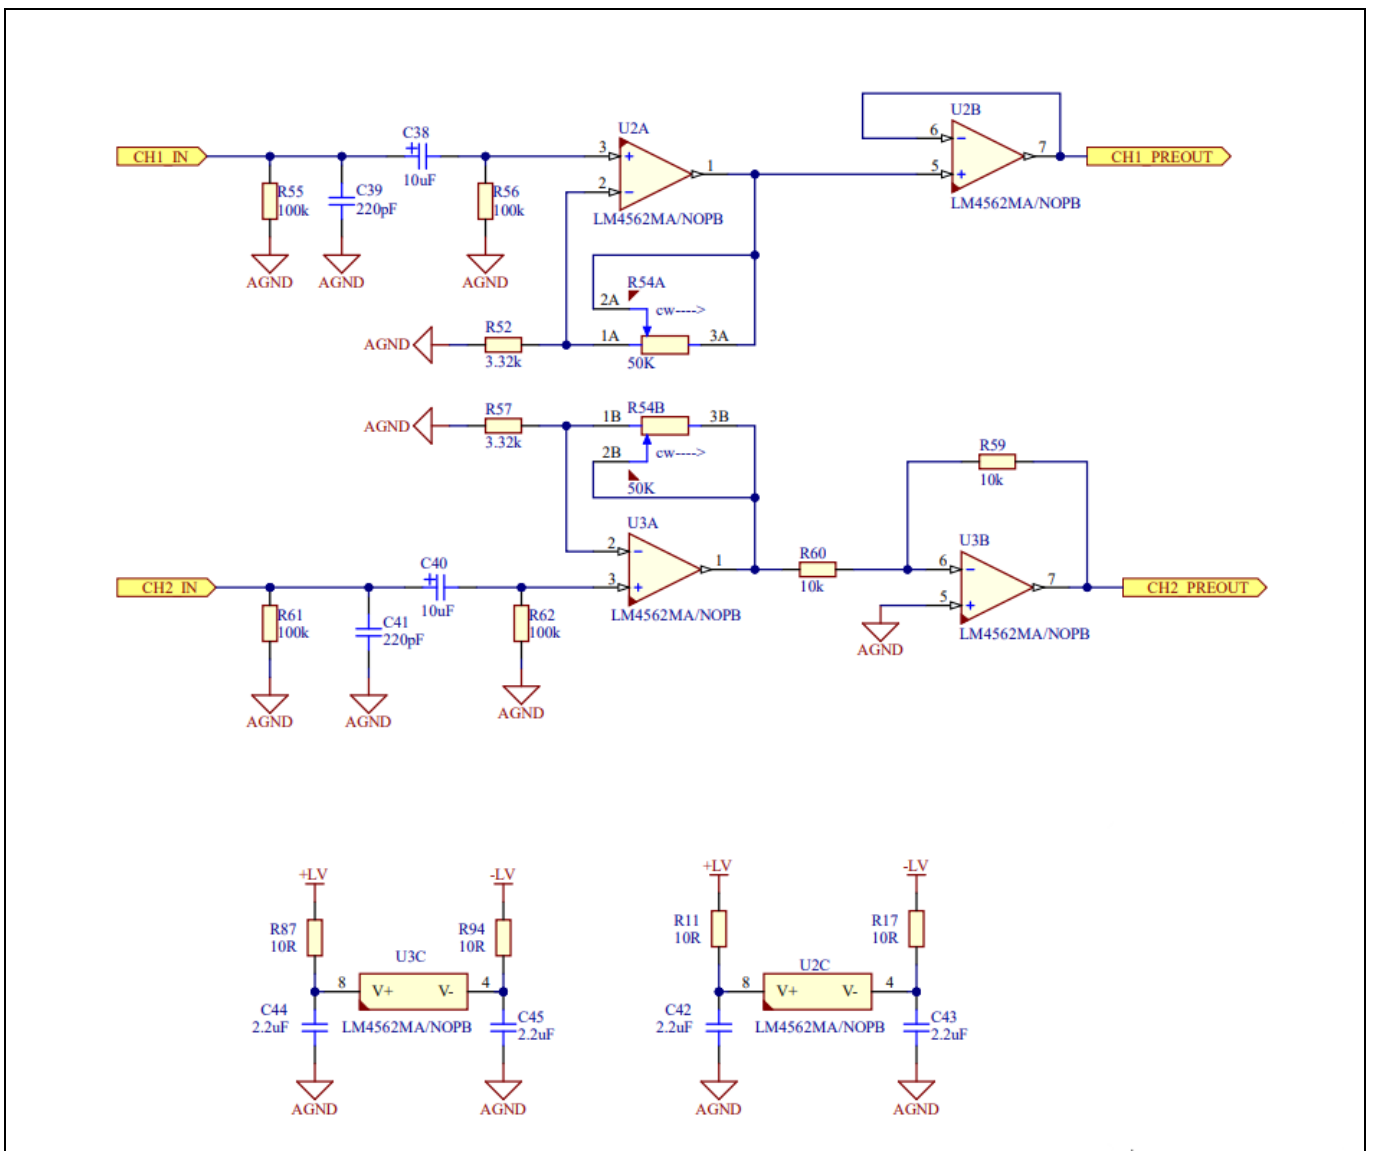 U2B
6
7
CH1_PREOUT
5
LM4562MA/NOPB
C38
U2A
CH1_IN
3
1
10uF
2
R55
100k
C39
220pF
R56
100k
LM4562MA/NOPB
AGND
AGND
AGND
R54A
2A
cw---->
R52
1A
3A
AGND
3.32k
50K
R57
1B
R54B
3B
AGND
3.32k
2B
cw---->
50K
R59
10k
U3A
2
1
R60
10k
U3B
6
7
CH2_PREOUT
5
LM4562MA/NOPB
AGND
C40
CH2_IN
3
10uF
LM4562MA/NOPB
R61
100k
C41
220pF
R62
100k
AGND
AGND
AGND
+LV
-LV
+LV
-LV
R87
10R
R94
10R
R11
10R
R17
10R
U3C
U2C
8
V+
V-
4
8
V+
V-
4
C44
2.2uF
LM4562MA/NOPB
C45
2.2uF
C42
2.2uF
LM4562MA/NOPB
C43
2.2uF
AGND
AGND
AGND
AGND